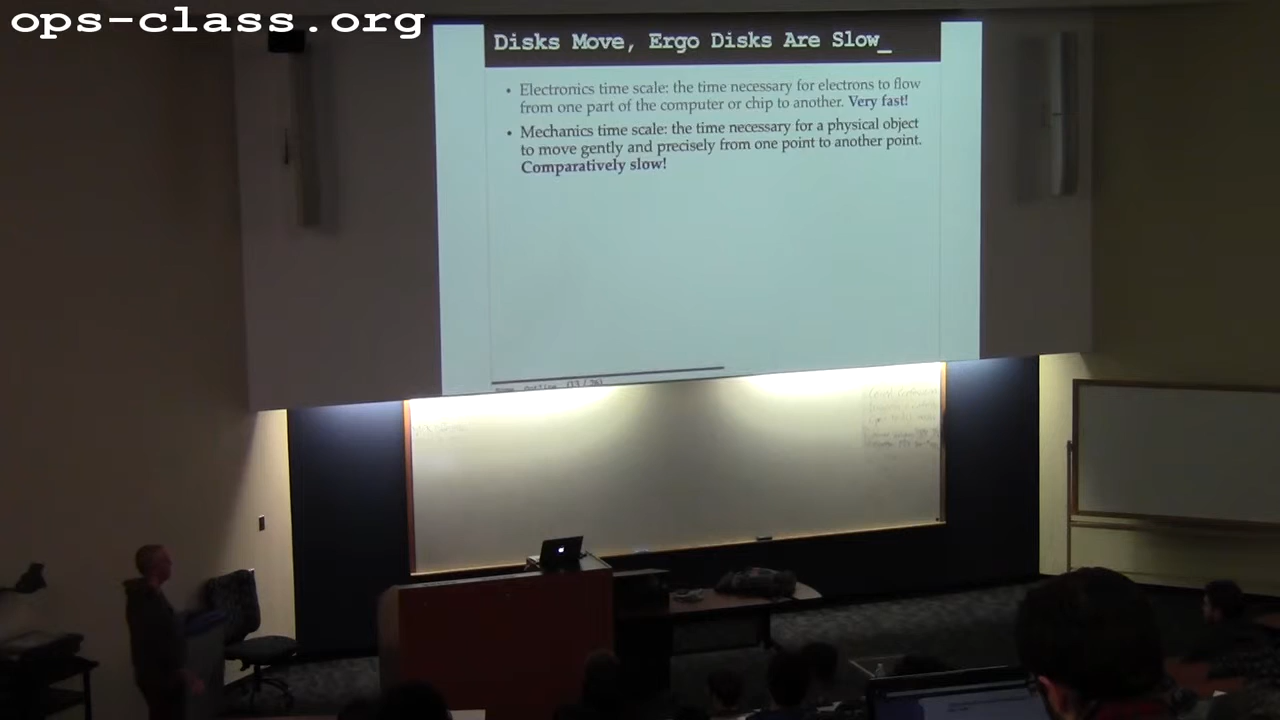 ops-class.org
Disks Move, Ergo Disks Are Slow_
• Electronics time scale: the time necessary for electrons to flow
from one part of the computer or chip to another. Very fast!
• Mechanics time scale: the time necessary for a physical object
to move gently and precisely from one point to another point.
Comparatively slow!